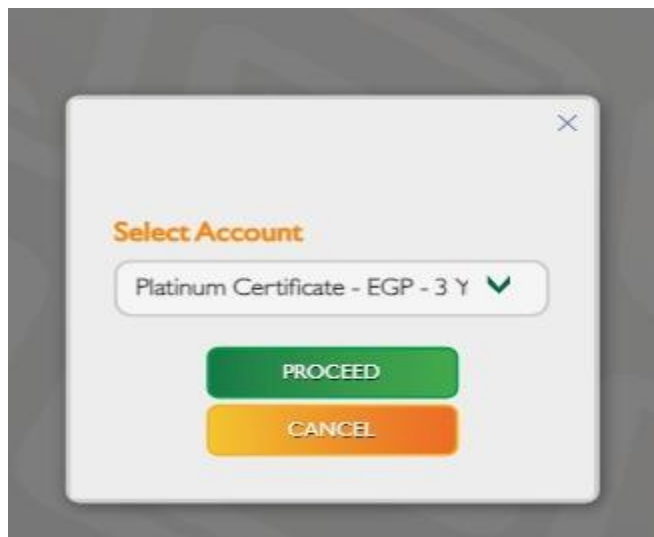 Select Account
Platinum Certificate - EGP - 3 Y
PROCEED
CANCEL